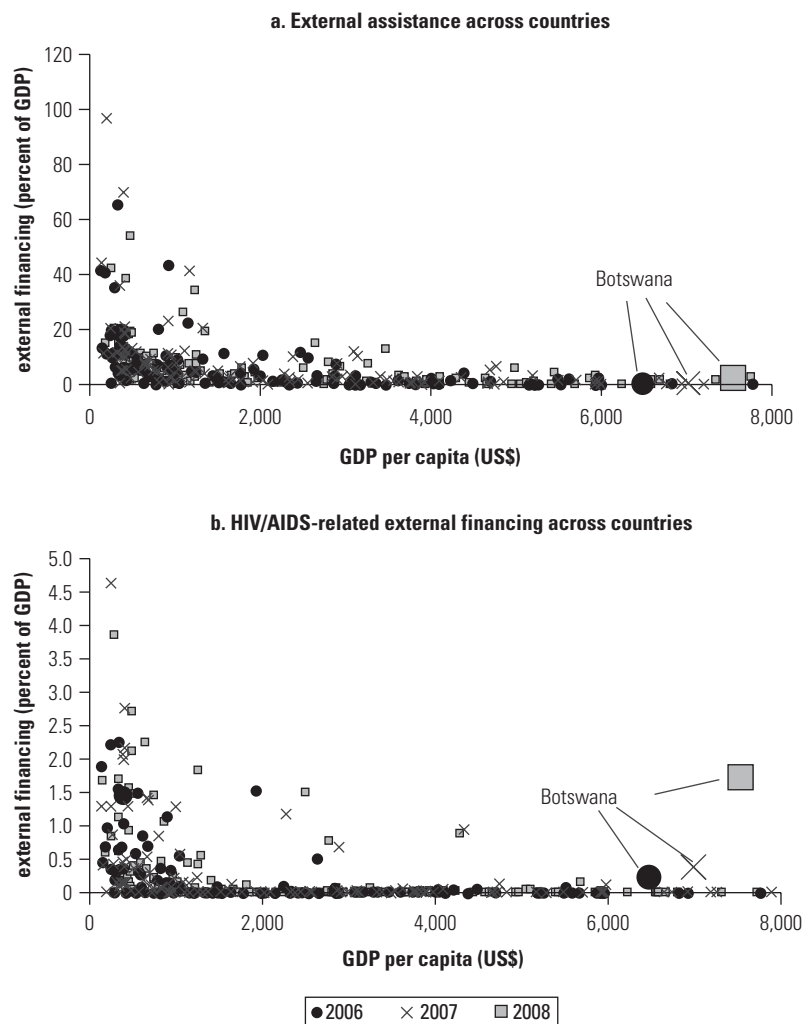 a. External assistance across countries
120
100
80
60
40
20
0
external financing (percent of GDP)
Botswana
0 2,000 4,000 6,000 8,000
GDP per capita (US$)
b. HIV/AIDS-related external financing across countries
5.0
4.5
4.0
3.5
3.0
2.5
2.0
1.5
1.0
0.5
0
external financing (percent of GDP)
Botswana
0 2,000 4,000 6,000 8,000
GDP per capita (US$)
2006 2007 2008